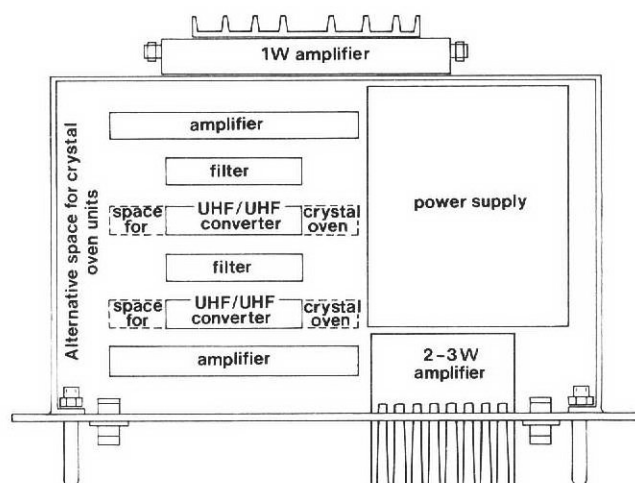 1W amplifier
amplifier
filter
space for UHF/UHF converter crystal oven
filter
space for UHF/UHF converter crystal oven
amplifier
Alternative space for crystal
oven units
power supply
2-3W
amplifier